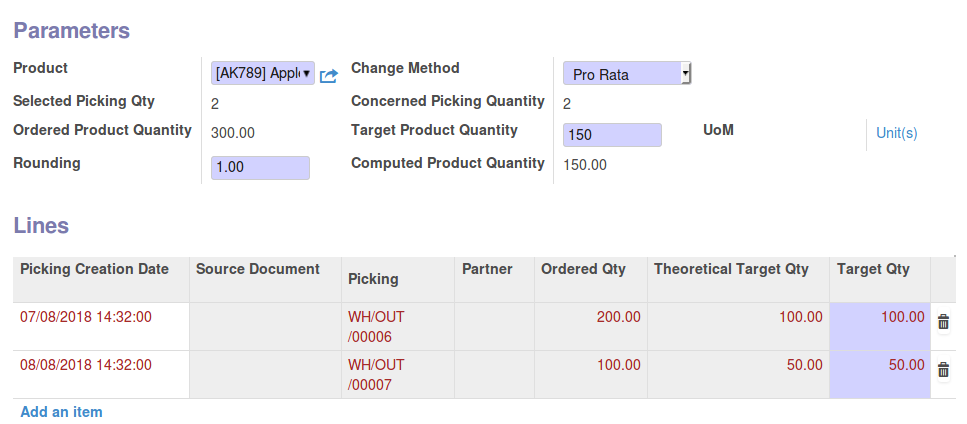 Parameters
Product [AK789] Appl Change Method Pro Rata
Selected Picking Qty 2 Concerned Picking Quantity 2
Ordered Product Quantity 300.00 Target Product Quantity 150 UoM Unit(s)
Rounding 1.00 Computed Product Quantity 150.00
Lines
Picking Creation Date Source Document Picking Partner Ordered Qty Theoretical Target Qty Target Qty
07/08/2018 14:32:00 WH/OUT 200.00 100.00 100.00
/00006
08/08/2018 14:32:00 WH/OUT 100.00 50.00 50.00
/00007
Add an item